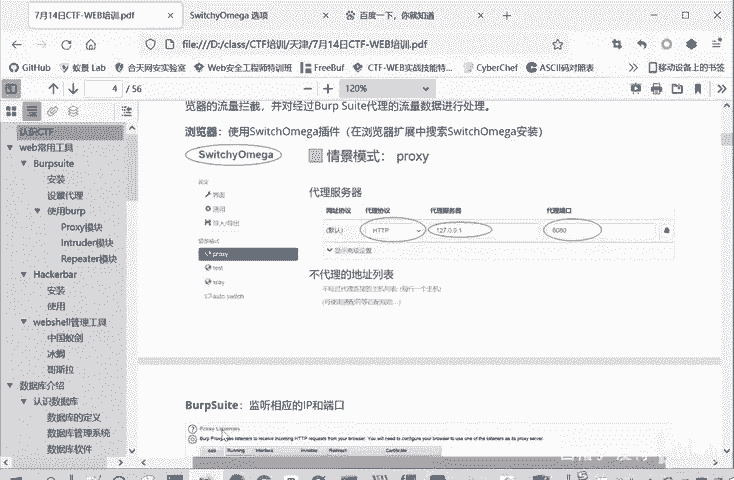 7月14日CTF-WEB培训.pdf
SwitchyOmega 选项
百度一下，你就知道
file:///D:/class/CTF培训/天津/7月14日CTF-WEB培训.pdf
GitHub
蚁景 Lab
合天网安实验室
Web安全工程师特训班
FreeBuf
CTF-WEB实战技能特...
CyberChef
ASCII码对照表
移动设备上的书签
4 / 56
120%
认识CTF
web常用工具
Burpsuite
安装
设置代理
使用burp
Proxy模块
Intruder模块
Repeater模块
Hackerbar
安装
使用
webshell管理工具
中国蚁剑
冰蝎
哥斯拉
数据库介绍
认识数据库
数据库的定义
数据库管理系统
数据库软件
览器的流量拦截，并对经过Burp Suite代理的流量数据进行处理。
浏览器：使用SwitchOmega插件（在浏览器扩展中搜索SwitchOmega安装）
SwitchyOmega
情景模式： proxy
设定
界面
通用
导入/导出
情景模式
proxy
test
xray
auto switch
代理服务器
网址协议
代理协议
代理服务器
代理端口
(默认)
HTTP
127.0.0.1
8080
显示高级设置
不代理的地址列表
不经过代理连接的主机列表: (每行一个主机)
(可使用通配符等匹配规则...)
BurpSuite：监听相应的IP和端口
Proxy Listeners
Burp Proxy uses listeners to receive incoming HTTP requests from your browser. You will need to configure your browser to use one of the listeners as its proxy server.
Add
Running
Interface
Invisible
Redirect
Certificate